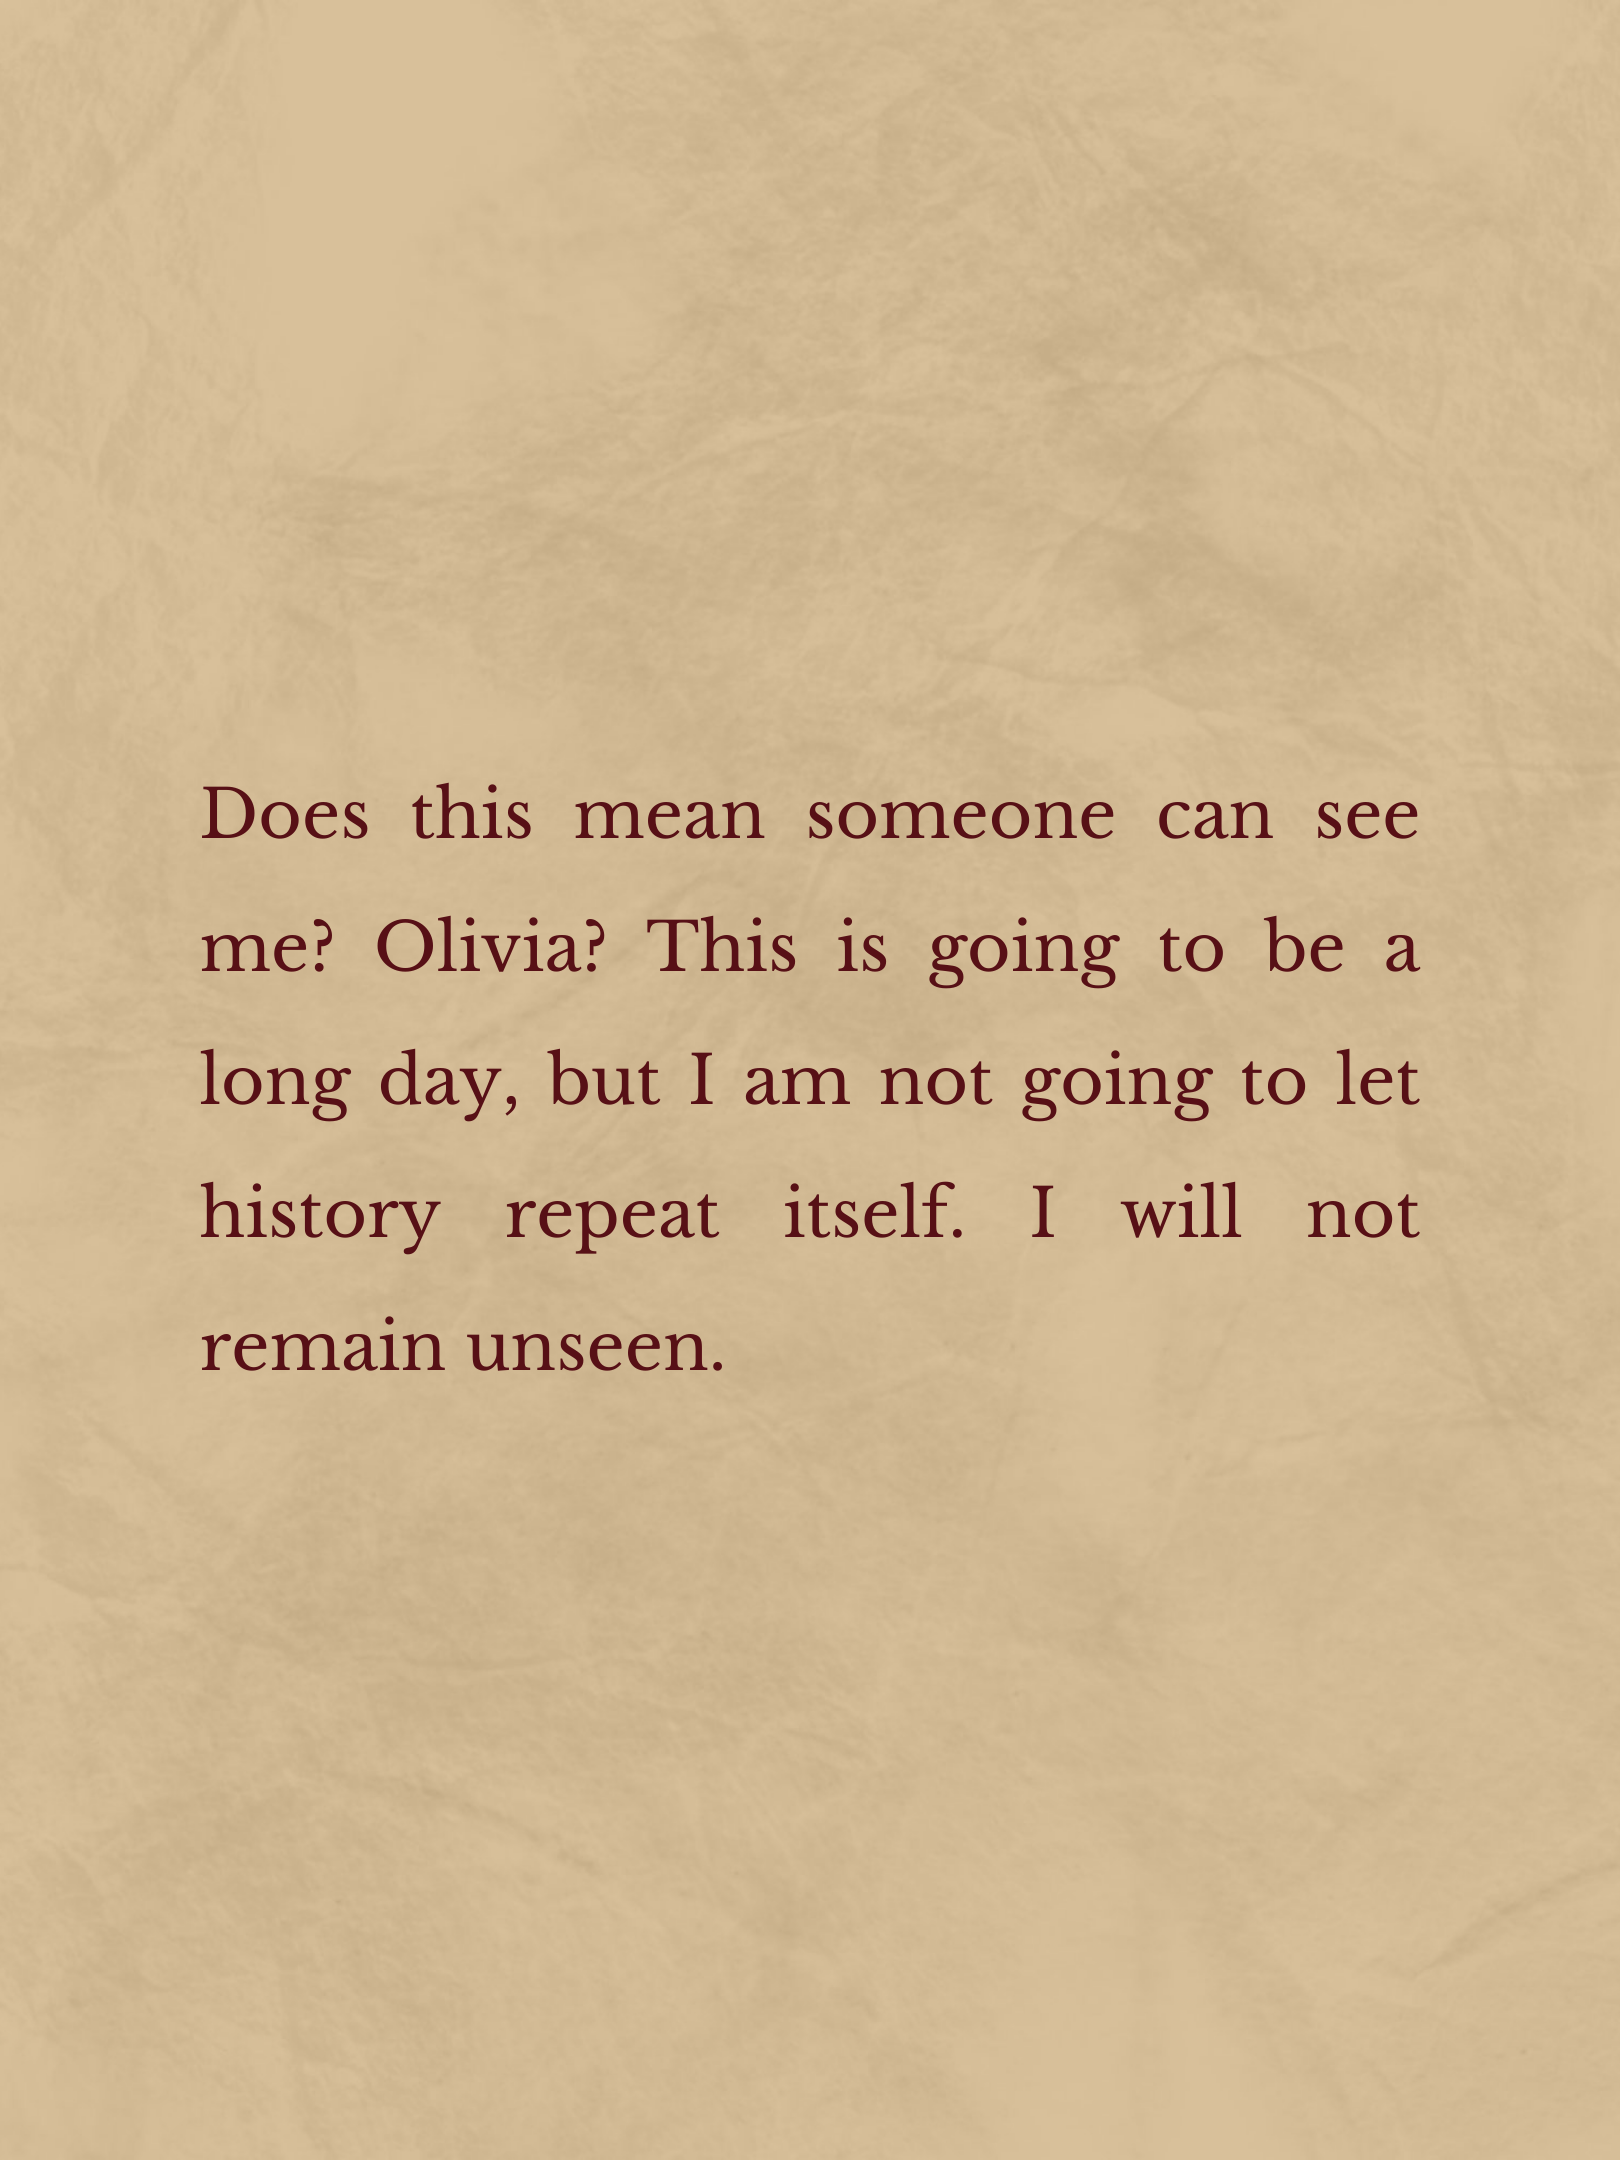 Does this mean someone can see
me? Olivia? This is going to be a
long day, but I am not going to let
history repeat itself. I will not
remain unseen.